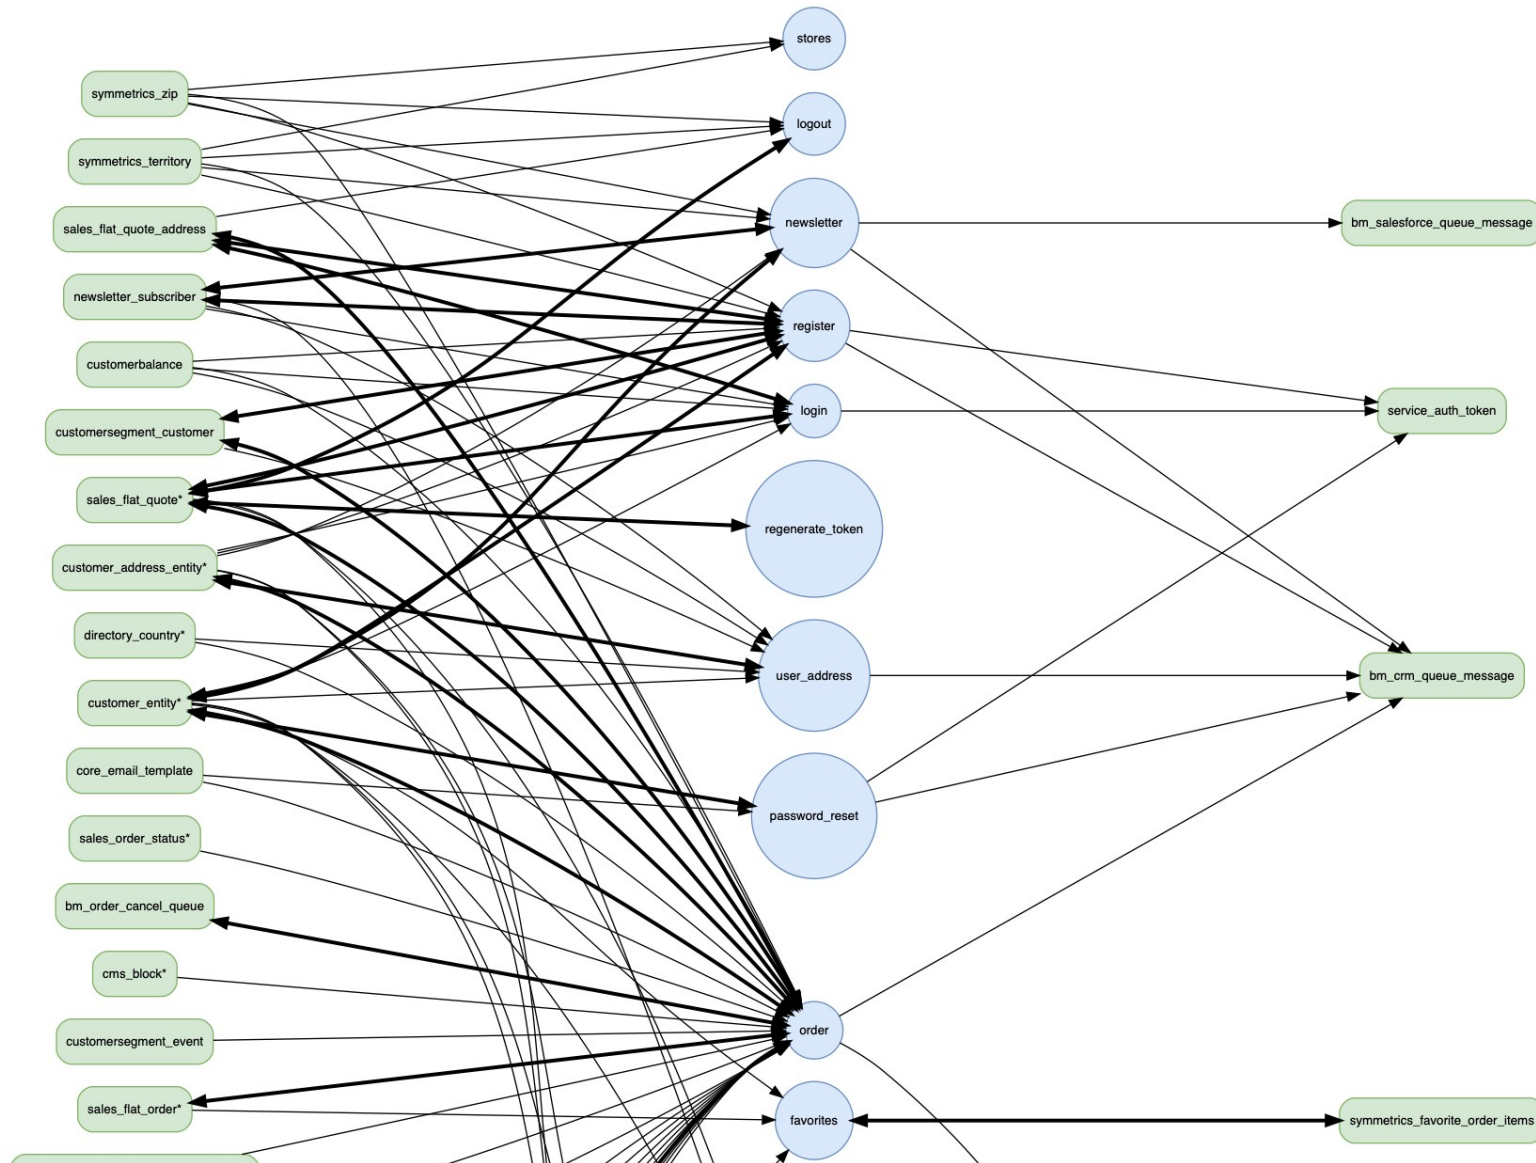 symmetrics_zip
symmetrics_territory
sales_flat_quote_address
newsletter_subscriber
customerbalance
customersegment_customer
sales_flat_quote*
customer_address_entity*
directory_country*
customer_entity*
core_email_template
sales_order_status*
bm_order_cancel_queue
cms_block*
customersegment_event
sales_flat_order*
stores
logout
newsletter
register
login
regenerate_token
user_address
password_reset
order
favorites
bm_salesforce_queue_message
service_auth_token
bm_crm_queue_message
symmetrics_favorite_order_items